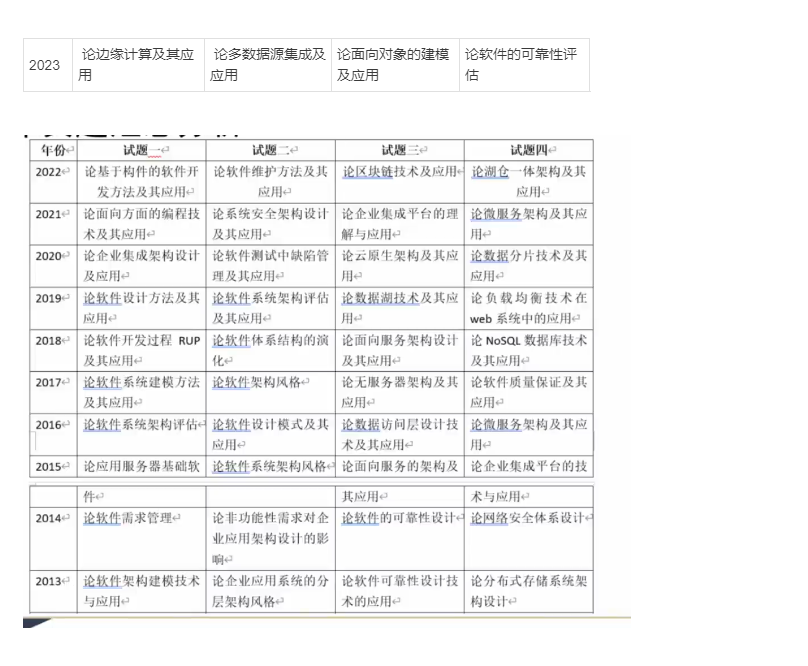 2023 论边缘计算及其应 论多数据源集成及 论面向对象的建模 论软件的可靠性评
用 应用 及应用 估
年份 试题一 试题二 试题三 试题四
2022 论基于构件的软件开 论软件维护方法及其 论区块链技术及应用 论湖仓一体架构及其
发方法及其应用 应用 应用
2021 论面向方面的编程技 论系统安全架构设计 论企业集成平台的理 论微服务架构及其应
术及其应用 及其应用 解与应用 用
2020 论企业集成架构设计 论软件测试中缺陷管 论云原生架构及其应 论数据分片技术及其
及应用 理及其应用 用 应用
2019 论软件设计方法及其 论软件系统架构评估 论数据湖技术及其应 论负载均衡技术在
应用 及其应用 用 web 系统中的应用
2018 论软件开发过程 RUP 论软件体系结构的演 论面向服务架构设计 论 NoSQL 数据库技术
及其应用 化 及其应用 及其应用
2017 论软件系统建模方法 论软件架构风格 论无服务器架构及其 论软件质量保证及其
及其应用 应用 应用
2016 论软件系统架构评估 论软件设计模式及其 论数据访问层设计技 论微服务架构及其应
应用 术及其应用 用
2015 论应用服务器基础软 论软件系统架构风格 论面向服务的架构及 论企业集成平台的技
件 其应用 术与应用
2014 论软件需求管理 论非功能性需求对企 论软件的可靠性设计 论网络安全体系设计
业应用架构设计的影
响
2013 论软件架构建模技术 论企业应用系统的分 论软件可靠性设计技 论分布式存储系统架
与应用 层架构风格 术的应用 构设计